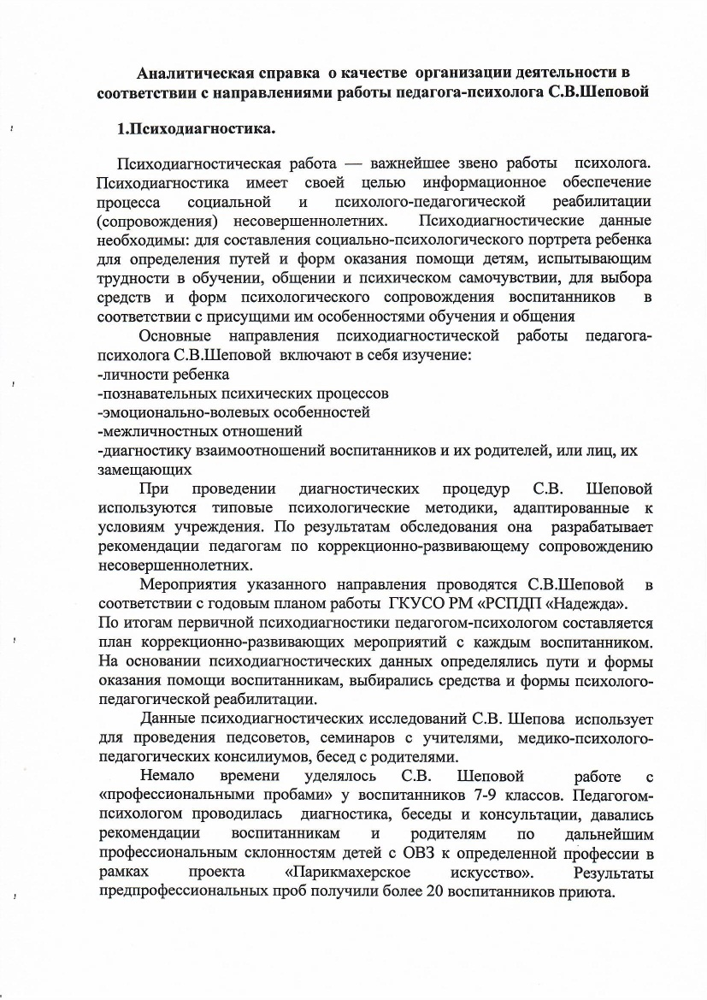 Аналитическая справка о качестве организации деятельности в
соответствии с направлениями работы педагога-психолога С.В.Шеповой
1.Психодиагностика.
Психодиагностическая работа — важнейшее звено работы психолога.
Психодиагностика имеет своей целью информационное обеспечение
процесса социальной и психолого-педагогической реабилитации
(сопровождения) несовершеннолетних. Психодиагностические данные
необходимы: для составления социально-психологического портрета ребенка
для определения путей и форм оказания помощи детям, испытывающим
трудности в обучении, общении и психическом самочувствии, для выбора
средств и форм психологического сопровождения воспитанников в
соответствии с присущими им особенностями обучения и общения
Основные направления психодиагностической работы педагога-
психолога С.В.Шеповой включают в себя изучение:
-личности ребенка
-познавательных психических процессов
-эмоционально-волевых особенностей
-межличностных отношений
-диагностику взаимоотношений воспитанников и их родителей, или лиц, их
замещающих
При проведении диагностических процедур С.В. Шеповой
используются типовые психологические методики, адаптированные к
условиям учреждения. По результатам обследования она разрабатывает
рекомендации педагогам по коррекционно-развивающему сопровождению
несовершеннолетних.
Мероприятия указанного направления проводятся С.В.Шеповой в
соответствии с годовым планом работы ГКУСО РМ «РСПДП «Надежда».
По итогам первичной психодиагностики педагогом-психологом составляется
план коррекционно-развивающих мероприятий с каждым воспитанником.
На основании психодиагностических данных определялись пути и формы
оказания помощи воспитанникам, выбирались средства и формы психолого-
педагогической реабилитации.
Данные психодиагностических исследований С.В. Шепова использует
для проведения педсоветов, семинаров с учителями, медико-психолого-
педагогических консилиумов, бесед с родителями.
Немало времени уделялось С.В. Шеповой работе с
«профессиональными пробами» у воспитанников 7-9 классов. Педагогом-
психологом проводилась диагностика, беседы и консультации, давались
рекомендации воспитанникам и родителям по дальнейшим
профессиональным склонностям детей с ОВЗ к определенной профессии в
рамках проекта «Парикмахерское искусство». Результаты
предпрофессиональных проб получили более 20 воспитанников приюта.